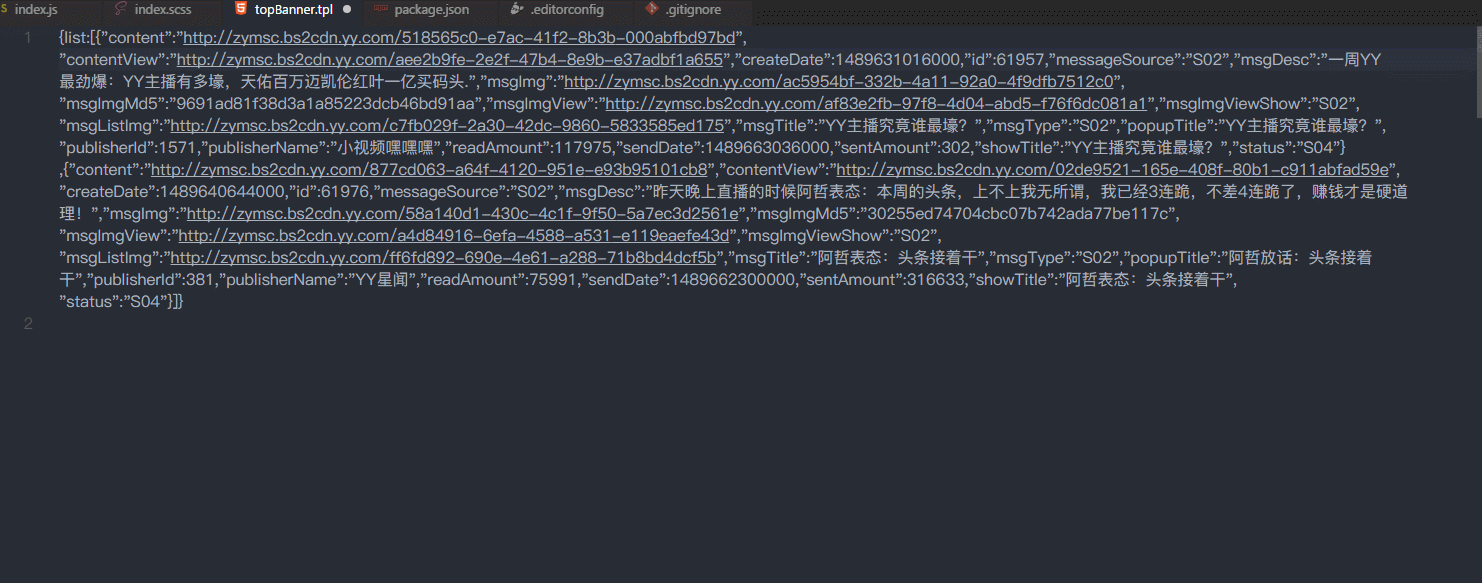 index.js index.scss topBanner.tpl package.json .editorconfig .gitignore
1 {list:[{"content":"http://zymsc.bs2cdn.yy.com/518565c0-e7ac-41f2-8b3b-000abfbd97bd",
"contentView":"http://zymsc.bs2cdn.yy.com/aee2b9fe-2e2f-47b4-8e9b-e37adbf1a655","createDate":1489631016000,"id":61957,"messageSource":"S02","msgDesc":"一周YY
最劲爆：YY主播有多壕，天佑百万迈凯伦红叶一亿买码头.","msgImg":"http://zymsc.bs2cdn.yy.com/ac5954bf-332b-4a11-92a0-4f9dfb7512c0",
"msgImgMd5":"9691ad81f38d3a1a85223dcb46bd91aa","msgImgView":"http://zymsc.bs2cdn.yy.com/af83e2fb-97f8-4d04-abd5-f76f6dc081a1","msgImgViewShow":"S02",
"msgListImg":"http://zymsc.bs2cdn.yy.com/c7fb029f-2a30-42dc-9860-5833585ed175","msgTitle":"YY主播究竟谁最壕？","msgType":"S02","popupTitle":"YY主播究竟谁最壕？",
"publisherId":1571,"publisherName":"小视频嘿嘿嘿","readAmount":117975,"sendDate":1489663036000,"sentAmount":302,"showTitle":"YY主播究竟谁最壕？","status":"S04"}
,{"content":"http://zymsc.bs2cdn.yy.com/877cd063-a64f-4120-951e-e93b95101cb8","contentView":"http://zymsc.bs2cdn.yy.com/02de9521-165e-408f-80b1-c911abfad59e",
"createDate":1489640644000,"id":61976,"messageSource":"S02","msgDesc":"昨天晚上直播的时候阿哲表态：本周的头条，上不上我无所谓，我已经3连跪，不差4连跪了，赚钱才是硬道
理！","msgImg":"http://zymsc.bs2cdn.yy.com/58a140d1-430c-4c1f-9f50-5a7ec3d2561e","msgImgMd5":"30255ed74704cbc07b742ada77be117c",
"msgImgView":"http://zymsc.bs2cdn.yy.com/a4d84916-6efa-4588-a531-e119eaefe43d","msgImgViewShow":"S02",
"msgListImg":"http://zymsc.bs2cdn.yy.com/ff6fd892-690e-4e61-a288-71b8bd4dcf5b","msgTitle":"阿哲表态：头条接着干","msgType":"S02","popupTitle":"阿哲放话：头条接着
干","publisherId":381,"publisherName":"YY星闻","readAmount":75991,"sendDate":1489662300000,"sentAmount":316633,"showTitle":"阿哲表态：头条接着干",
"status":"S04"}]}
2